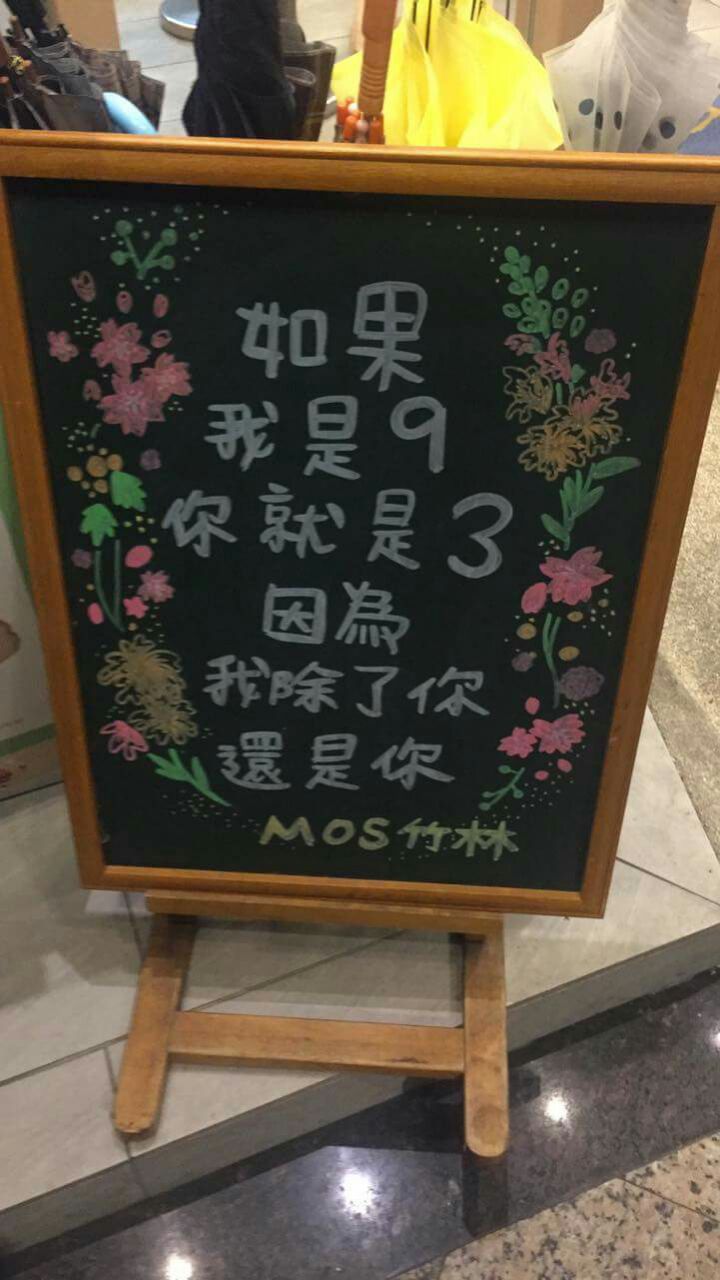 如果
我是9
你就是3
因為
我除了你
還是你
MOS竹林